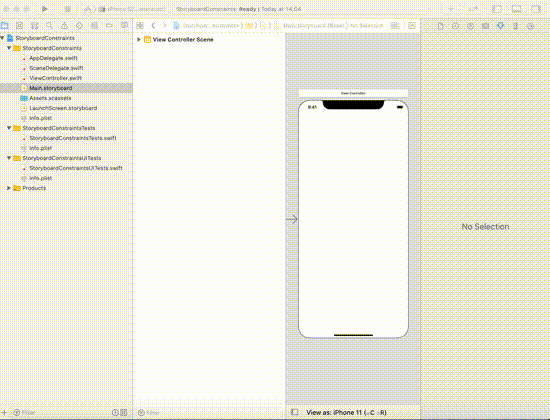 StoryboardConstraints: Ready | Today at 14:04
Main.storyboard (Base) No Selection
StoryboardConstraints
StoryboardConstraints
AppDelegate.swift
SceneDelegate.swift
ViewController.swift
Main.storyboard
Assets.xcassets
LaunchScreen.storyboard
Info.plist
StoryboardConstraintsTests
StoryboardConstraintsTests.swift
Info.plist
StoryboardConstraintsUITests
StoryboardConstraintsUITests.swift
Info.plist
Products
Filter
View Controller Scene
Filter
View Controller
9:41
View as: iPhone 11 (wC hR)
No Selection